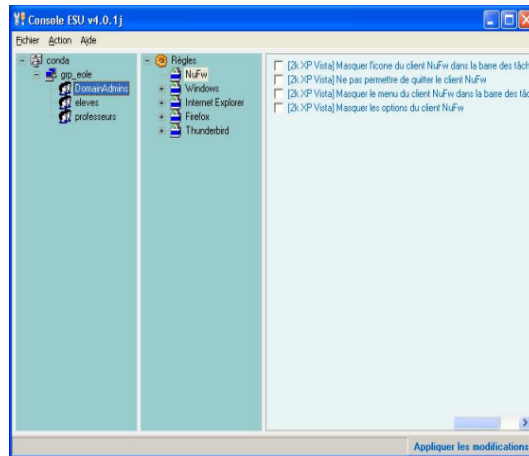 Console ESU v4.0.1j
Fichier Action Aide
conda
grp_eole
DomainAdmins
eleves
professeurs
Règles
NuFw
Windows
Internet Explorer
Firefox
Thunderbird
[2k XP Vista] Masquer l'icone du client NuFw dans la barre des tâch
[2k XP Vista] Ne pas permettre de quitter le client NuFw
[2k XP Vista] Masquer le menu du client NuFw dans la barre des tâc
[2k XP Vista] Masquer les options du client NuFw
Appliquer les modifications